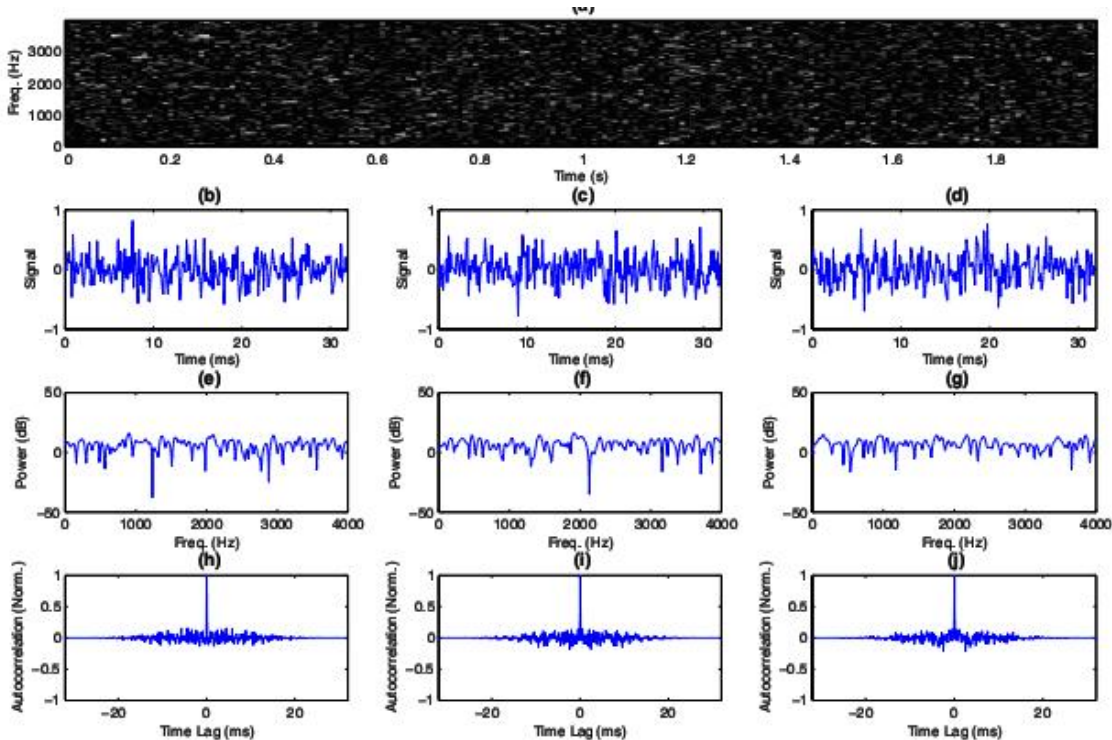 3000
2000
1000
0
Freq. (Hz)
0 0.2 0.4 0.6 0.8 1 1.2 1.4 1.6 1.8
Time (s)
(b) (c) (d)
1 1 1
0 0 0
−1 −1 −1
Signal Signal Signal
0 10 20 30 0 10 20 30 0 10 20 30
Time (ms) Time (ms) Time (ms)
(e) (f) (g)
50 50 50
0 0 0
−50 −50 −50
Power (dB) Power (dB) Power (dB)
0 1000 2000 3000 4000 0 1000 2000 3000 4000 0 1000 2000 3000 4000
Freq. (Hz) Freq. (Hz) Freq. (Hz)
(h) (i) (j)
1 1 1
0.5 0.5 0.5
0 0 0
−0.5 −0.5 −0.5
−1 −1 −1
Autocorrelation (Norm.) Autocorrelation (Norm.) Autocorrelation (Norm.)
−20 0 20 −20 0 20 −20 0 20
Time Lag (ms) Time Lag (ms) Time Lag (ms)